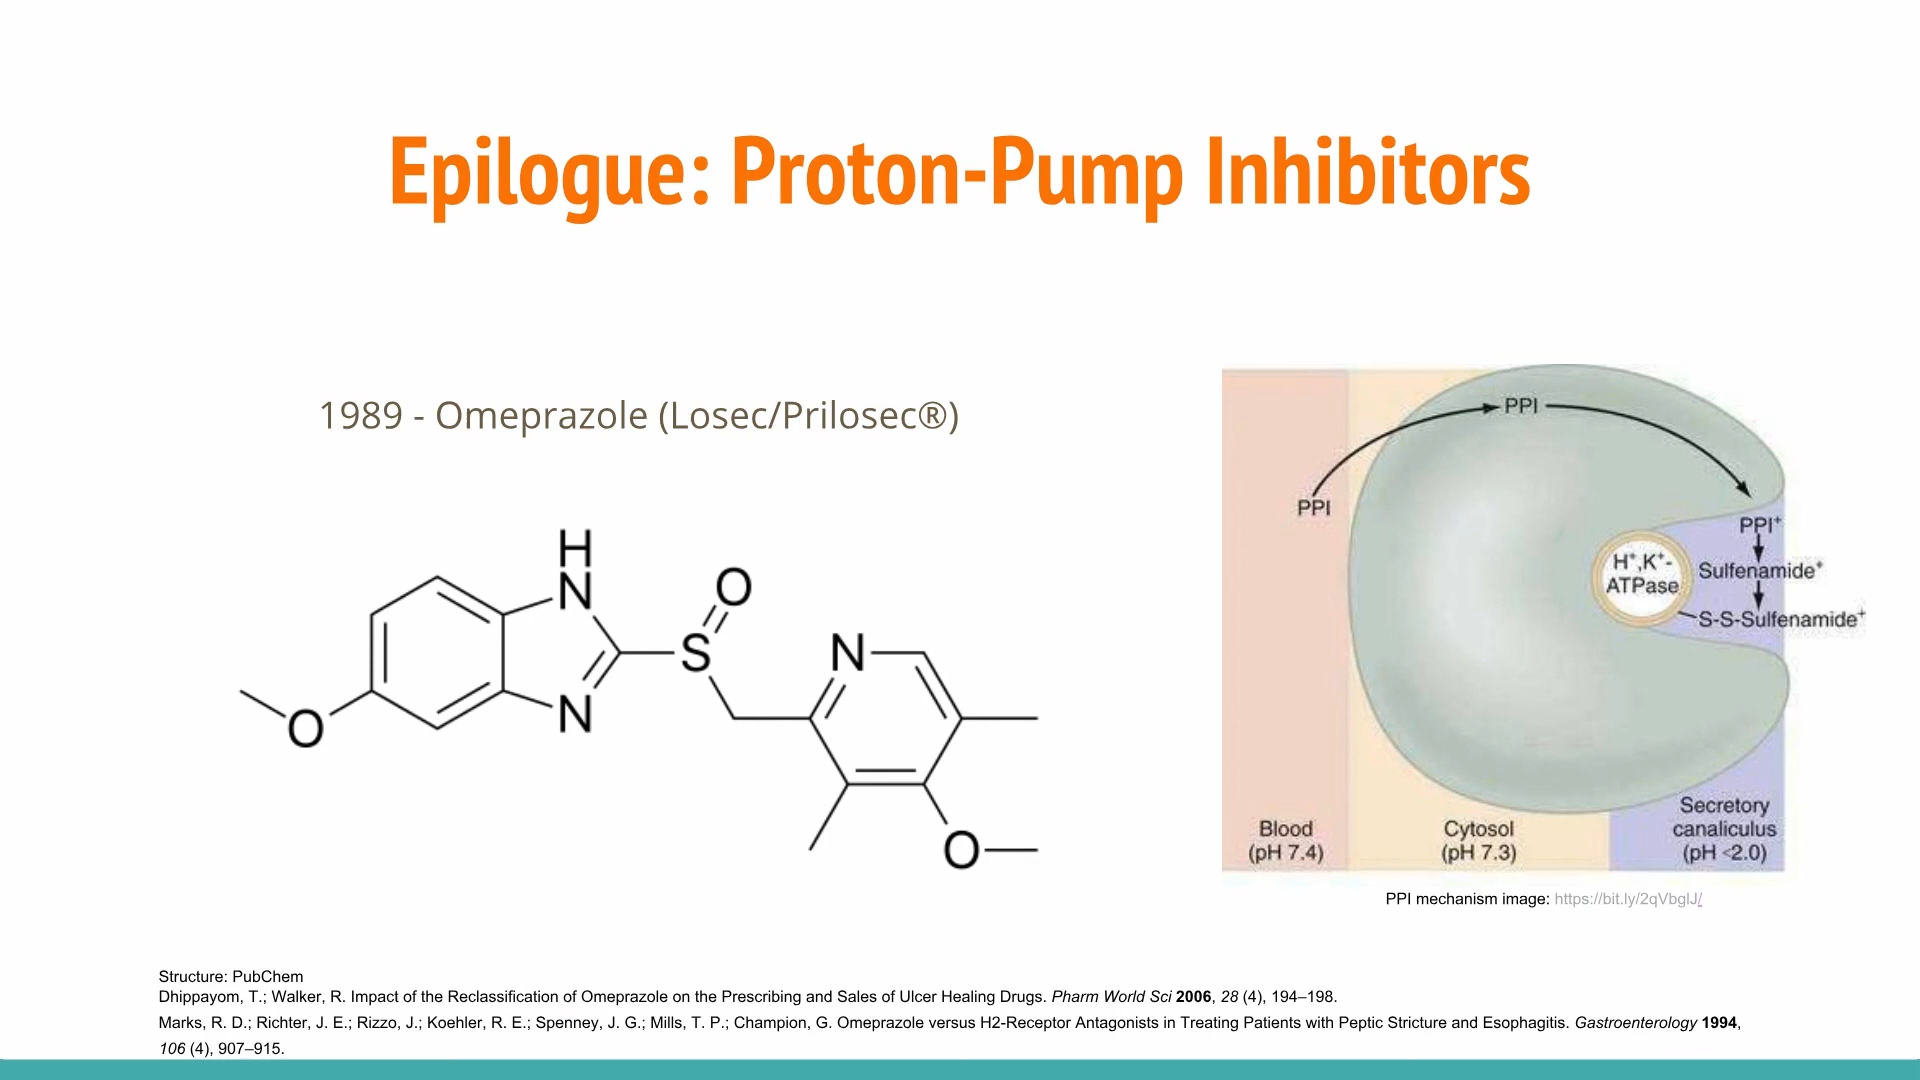 Epilogue: Proton-Pump Inhibitors
1989 - Omeprazole (Losec/Prilosec®)
H
N
O
S
N
N
O
O
PPI
PPI
PPI⁺
H⁺,K⁺-
ATPase
Sulfenamide⁺
S-S-Sulfenamide⁺
Blood
(pH 7.4)
Cytosol
(pH 7.3)
Secretory
canaliculus
(pH <2.0)
PPI mechanism image: https://bit.ly/2qVbglJ/
Structure: PubChem
Dhippayom, T.; Walker, R. Impact of the Reclassification of Omeprazole on the Prescribing and Sales of Ulcer Healing Drugs. Pharm World Sci 2006, 28 (4), 194–198.
Marks, R. D.; Richter, J. E.; Rizzo, J.; Koehler, R. E.; Spenney, J. G.; Mills, T. P.; Champion, G. Omeprazole versus H2-Receptor Antagonists in Treating Patients with Peptic Stricture and Esophagitis. Gastroenterology 1994,
106 (4), 907–915.